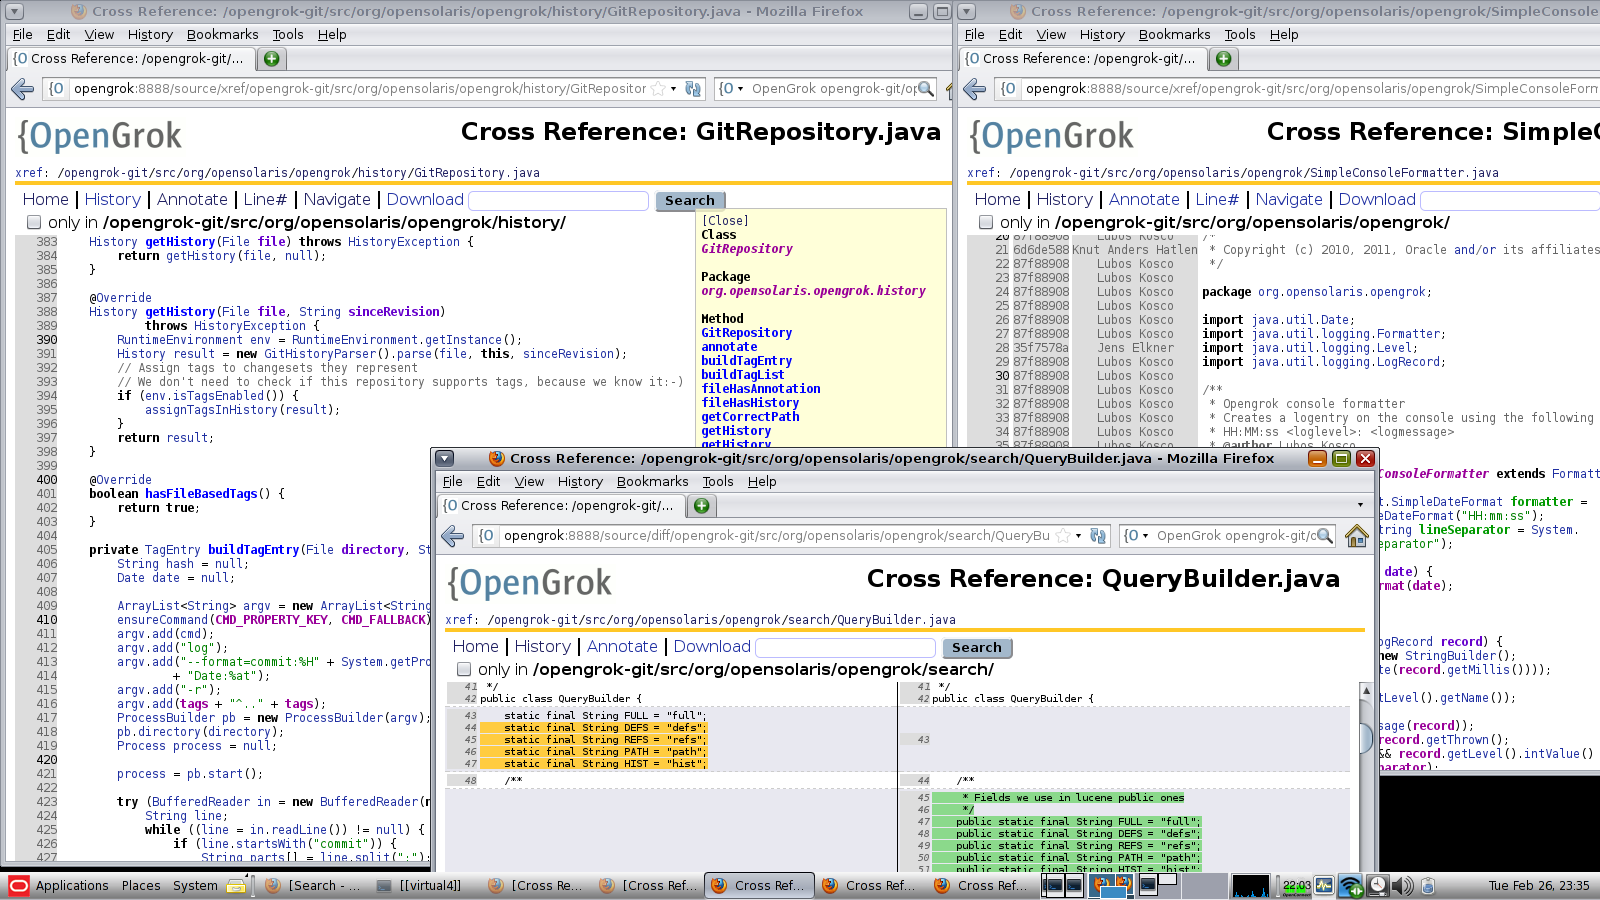 Cross Reference: /opengrok-git/src/org/opensolaris/opengrok/history/GitRepository.java - Mozilla Firefox
File Edit View History Bookmarks Tools Help
{O Cross Reference: /opengrok-git/...
opengrok:8888/source/xref/opengrok-git/src/org/opensolaris/opengrok/history/GitRepositor
OpenGrok opengrok-git/op
{OpenGrok
Cross Reference: GitRepository.java
xref: /opengrok-git/src/org/opensolaris/opengrok/history/GitRepository.java
Home | History | Annotate | Line# | Navigate | Download Search
only in /opengrok-git/src/org/opensolaris/opengrok/history/
383 History getHistory(File file) throws HistoryException {
384 return getHistory(file, null);
385 }
386
387 @Override
388 History getHistory(File file, String sinceRevision)
389 throws HistoryException {
390 RuntimeEnvironment env = RuntimeEnvironment.getInstance();
391 History result = new GitHistoryParser().parse(file, this, sinceRevision);
392 // Assign tags to changesets they represent
393 // We don't need to check if this repository supports tags, because we know it:-)
394 if (env.isTagsEnabled()) {
395 assignTagsInHistory(result);
396 }
397 return result;
398 }
399
400 @Override
401 boolean hasFileBasedTags() {
402 return true;
403 }
404
405 private TagEntry buildTagEntry(File directory, St
406 String hash = null;
407 Date date = null;
408
409 ArrayList<String> argv = new ArrayList<String
410 ensureCommand(CMD_PROPERTY_KEY, CMD_FALLBACK)
411 argv.add(cmd);
412 argv.add("log");
413 argv.add("--format=commit:%H" + System.getPro
414 + "Date:%at");
415 argv.add("-r");
416 argv.add(tags + "^.." + tags);
417 ProcessBuilder pb = new ProcessBuilder(argv);
418 pb.directory(directory);
419 Process process = null;
420
421 process = pb.start();
422
423 try (BufferedReader in = new BufferedReader(n
424 String line;
425 while ((line = in.readLine()) != null) {
426 if (line.startsWith("commit")) {
427 String parts[] = line.split(":");
[Close]
Class
GitRepository
Package
org.opensolaris.opengrok.history
Method
GitRepository
annotate
buildTagEntry
buildTagList
fileHasAnnotation
fileHasHistory
getCorrectPath
getHistory
getHistory
Cross Reference: /opengrok-git/src/org/opensolaris/opengrok/SimpleConsole
File Edit View History Bookmarks Tools Help
{O Cross Reference: /opengrok-git/...
opengrok:8888/source/xref/opengrok-git/src/org/opensolaris/opengrok/SimpleConsoleForm
{OpenGrok
Cross Reference: SimpleC
xref: /opengrok-git/src/org/opensolaris/opengrok/SimpleConsoleFormatter.java
Home | History | Annotate | Line# | Navigate | Download
only in /opengrok-git/src/org/opensolaris/opengrok/
20 87f88908 Lubos Kosco /*
21 6d6de588 Knut Anders Hatlen * Copyright (c) 2010, 2011, Oracle and/or its affiliates
22 87f88908 Lubos Kosco */
23 87f88908 Lubos Kosco
24 87f88908 Lubos Kosco package org.opensolaris.opengrok;
25 87f88908 Lubos Kosco
26 87f88908 Lubos Kosco import java.util.Date;
27 87f88908 Lubos Kosco import java.util.logging.Formatter;
28 35f7578a Jens Elkner import java.util.logging.Level;
29 87f88908 Lubos Kosco import java.util.logging.LogRecord;
30 87f88908 Lubos Kosco
31 87f88908 Lubos Kosco /**
32 87f88908 Lubos Kosco * Opengrok console formatter
33 87f88908 Lubos Kosco * Creates a logentry on the console using the following
34 87f88908 Lubos Kosco * HH:MM:ss <loglevel>: <logmessage>
35 87f88908 Lubos Kosco * @author Lubos Kosco
ConsoleFormatter extends Formatt
t.SimpleDateFormat formatter =
eDateFormat("HH:mm:ss");
tring lineSeparator = System.
eparator");
date) {
rmat(date);
ogRecord record) {
new StringBuilder();
te(record.getMillis())));
tLevel().getName());
sage(record));
record.getThrown();
&& record.getLevel().intValue()
parator);
Cross Reference: /opengrok-git/src/org/opensolaris/opengrok/search/QueryBuilder.java - Mozilla Firefox
File Edit View History Bookmarks Tools Help
{O Cross Reference: /opengrok-git/...
opengrok:8888/source/diff/opengrok-git/src/org/opensolaris/opengrok/search/QueryBu
OpenGrok opengrok-git/c
{OpenGrok
Cross Reference: QueryBuilder.java
xref: /opengrok-git/src/org/opensolaris/opengrok/search/QueryBuilder.java
Home | History | Annotate | Download Search
only in /opengrok-git/src/org/opensolaris/opengrok/search/
41 */
42 public class QueryBuilder {
43 static final String FULL = "full";
44 static final String DEFS = "defs";
45 static final String REFS = "refs";
46 static final String PATH = "path";
47 static final String HIST = "hist";
48 /**
41 */
42 public class QueryBuilder {
43
44 /**
45 * Fields we use in lucene public ones
46 */
47 public static final String FULL = "full";
48 public static final String DEFS = "defs";
49 public static final String REFS = "refs";
50 public static final String PATH = "path";
51 public static final String HIST = "hist";
Applications Places System [Search - ... [[virtual4]] [Cross Re... [Cross Ref... Cross Ref... Cross Ref... Cross Ref... 22:03 Tue Feb 26, 23:35